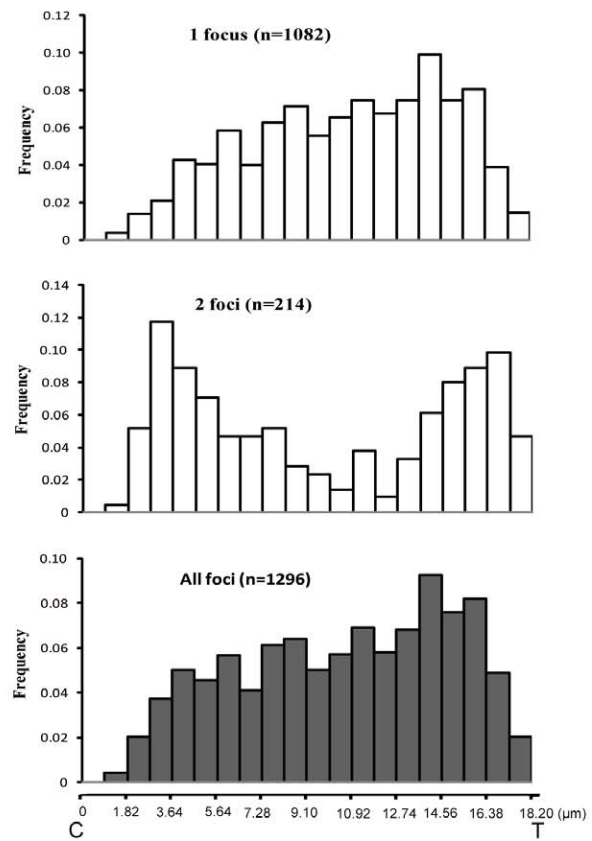 0.12
1 focus (n=1082)
0.10
0.08
0.06
0.04
0.02
0
Frequency
0.14
2 foci (n=214)
0.12
0.10
0.08
0.06
0.04
0.02
0
Frequency
0.10
All foci (n=1296)
0.08
0.06
0.04
0.02
0
Frequency
0 1.82 3.64 5.64 7.28 9.10 10.92 12.74 14.56 16.38 18.20 (μm)
C T